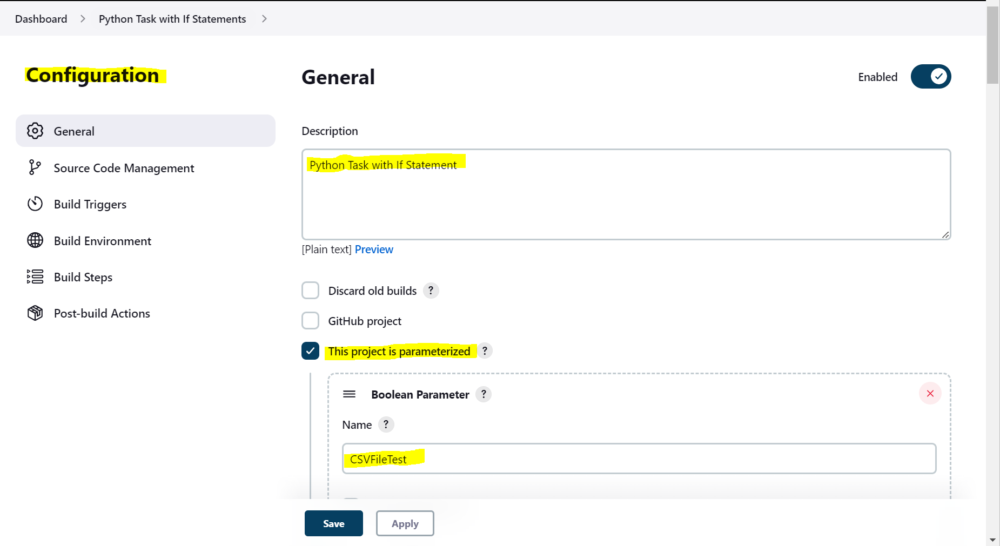 Dashboard > Python Task with If Statements >
Configuration
General
Source Code Management
Build Triggers
Build Environment
Build Steps
Post-build Actions
General
Enabled
Description
Python Task with If Statement
[Plain text] Preview
Discard old builds ?
GitHub project
This project is parameterized ?
Boolean Parameter ?
Name ?
CSVFileTest
Save Apply